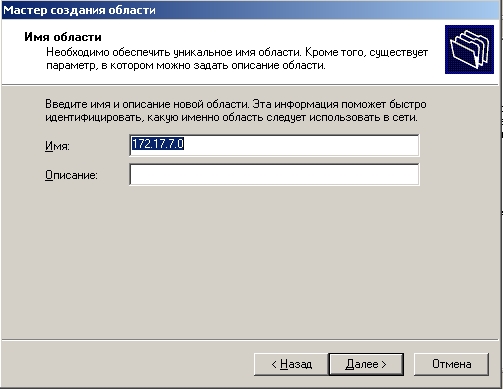 Мастер создания области
Имя области
Необходимо обеспечить уникальное имя области. Кроме того, существует
параметр, в котором можно задать описание области.
Введите имя и описание новой области. Эта информация поможет быстро
идентифицировать, какую именно область следует использовать в сети.
Имя: 172.17.7.0
Описание:
< Назад Далее > Отмена